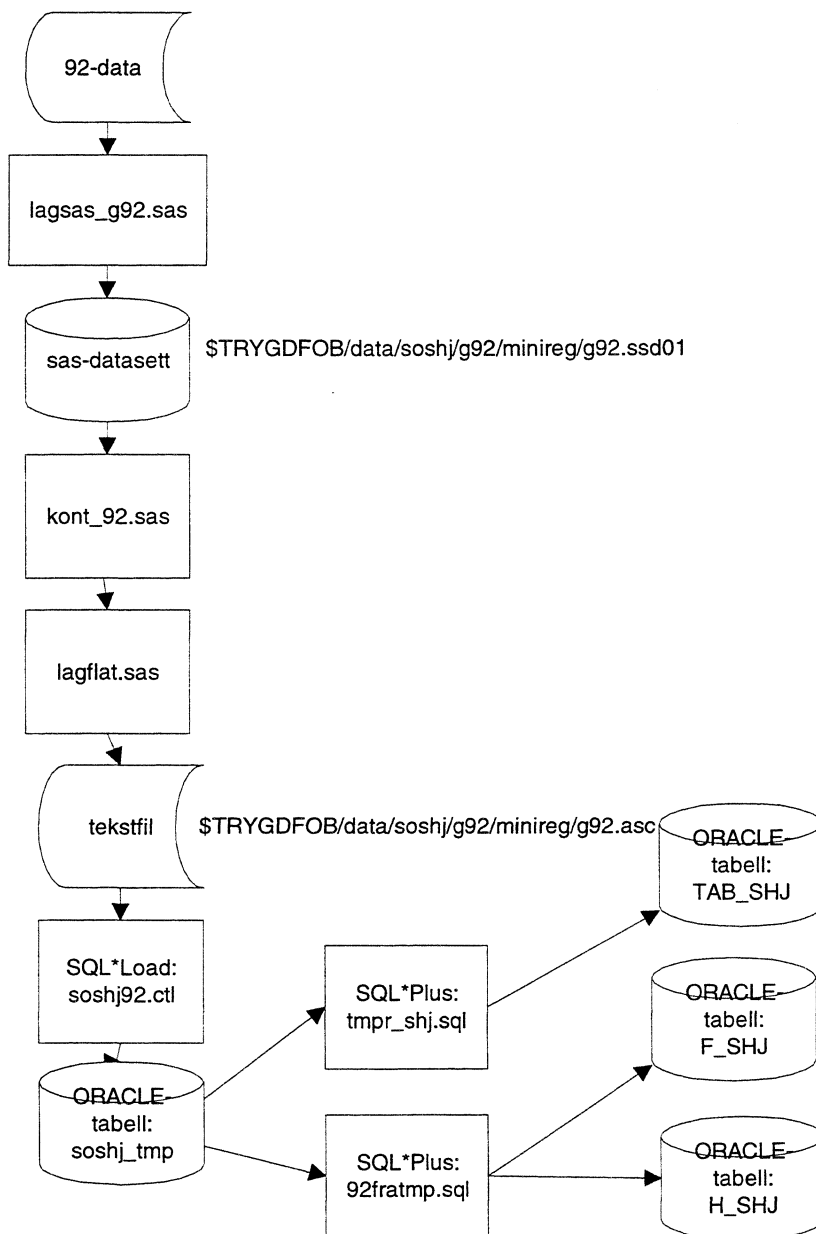 92-data
lagsas_g92.sas
sas-datasett
$TRYGDFOB/data/soshj/g92/minireg/g92.ssd01
kont_92.sas
lagflat.sas
tekstfil
$TRYGDFOB/data/soshj/g92/minireg/g92.asc
ORACLE-
tabell:
TAB_SHJ
SQL*Load:
soshj92.ctl
SQL*Plus:
tmpr_shj.sql
ORACLE-
tabell:
F_SHJ
ORACLE-
tabell:
soshj_tmp
SQL*Plus:
92fratmp.sql
ORACLE-
tabell:
H_SHJ